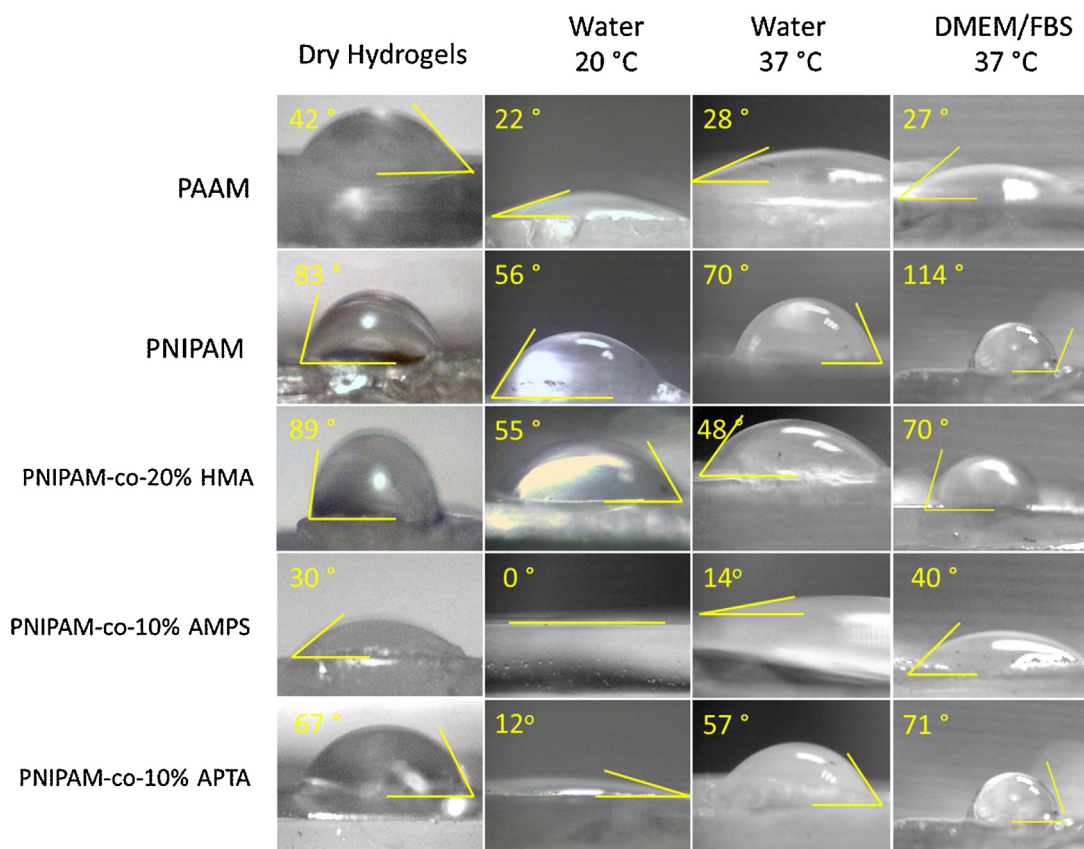 Dry Hydrogels
Water
20 °C
Water
37 °C
DMEM/FBS
37 °C
PAAM
42 °
22 °
28 °
27 °
PNIPAM
83 °
56 °
70 °
114 °
PNIPAM-co-20% HMA
89 °
55 °
48 °
70 °
PNIPAM-co-10% AMPS
30 °
0 °
14º
40 °
PNIPAM-co-10% APTA
67 °
12º
57 °
71 °